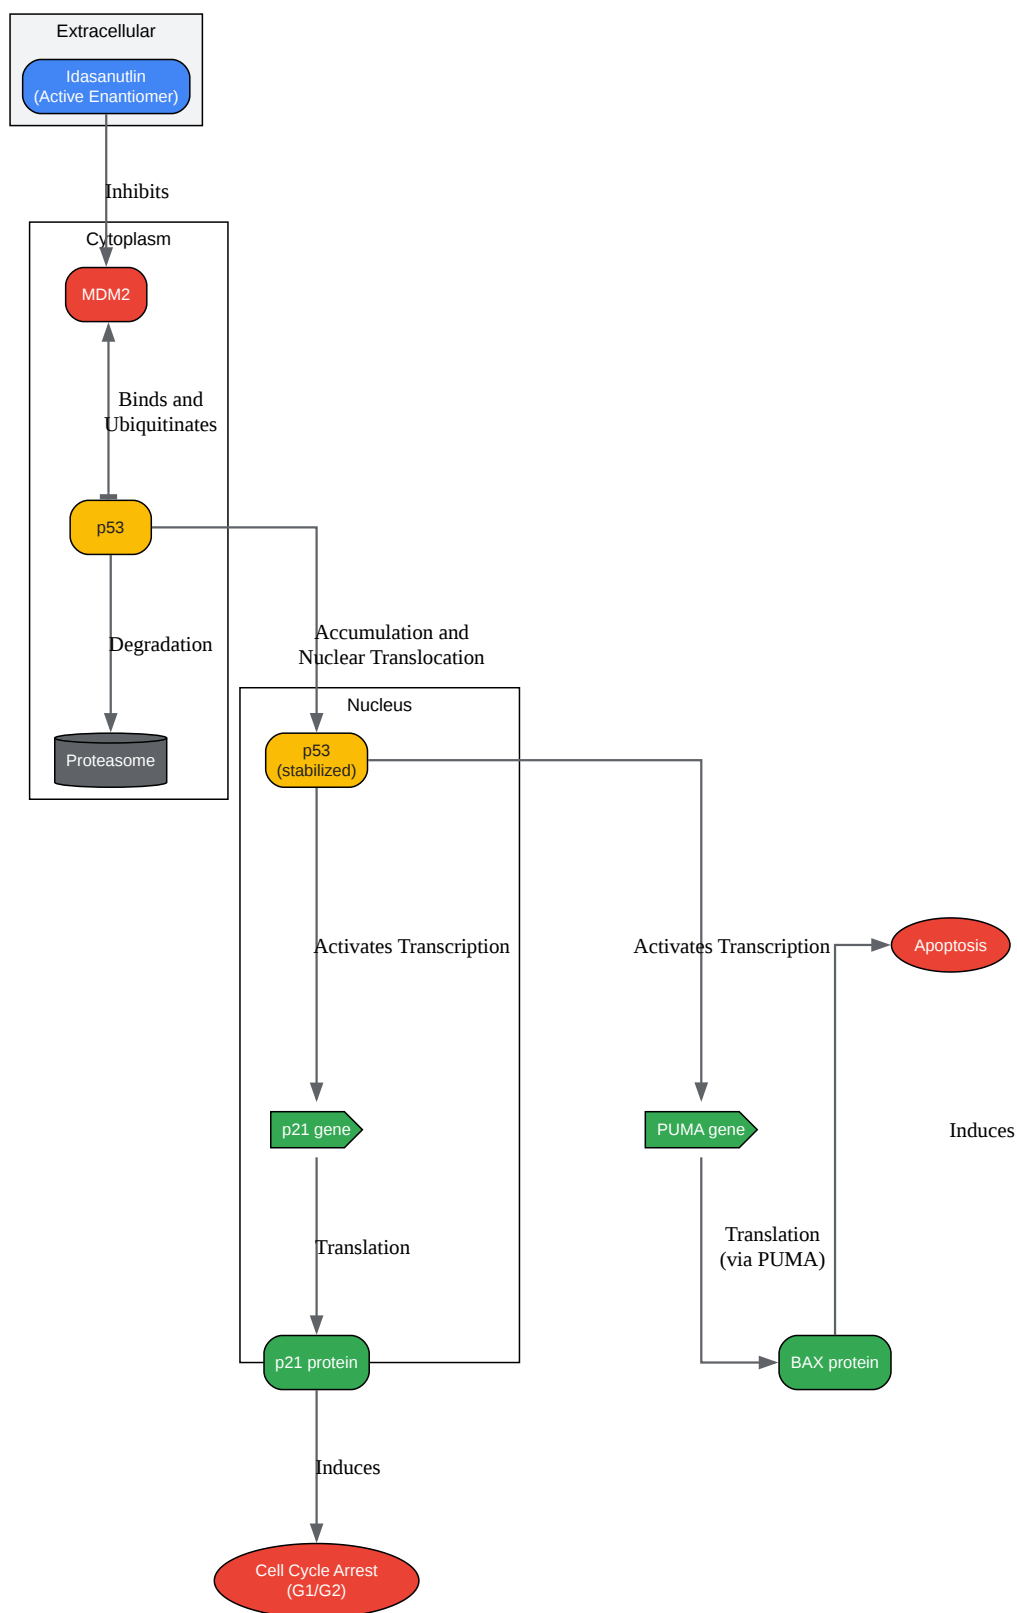 Extracellular
Idasanutlin
(Active Enantiomer)
Inhibits
Cytoplasm
MDM2
Binds and
Ubiquitinates
p53
Degradation
Accumulation and
Nuclear Translocation
Proteasome
Nucleus
p53
(stabilized)
Activates Transcription
Activates Transcription
Apoptosis
p21 gene
PUMA gene
Induces
Translation
Translation
(via PUMA)
p21 protein
BAX protein
Induces
Cell Cycle Arrest
(G1/G2)